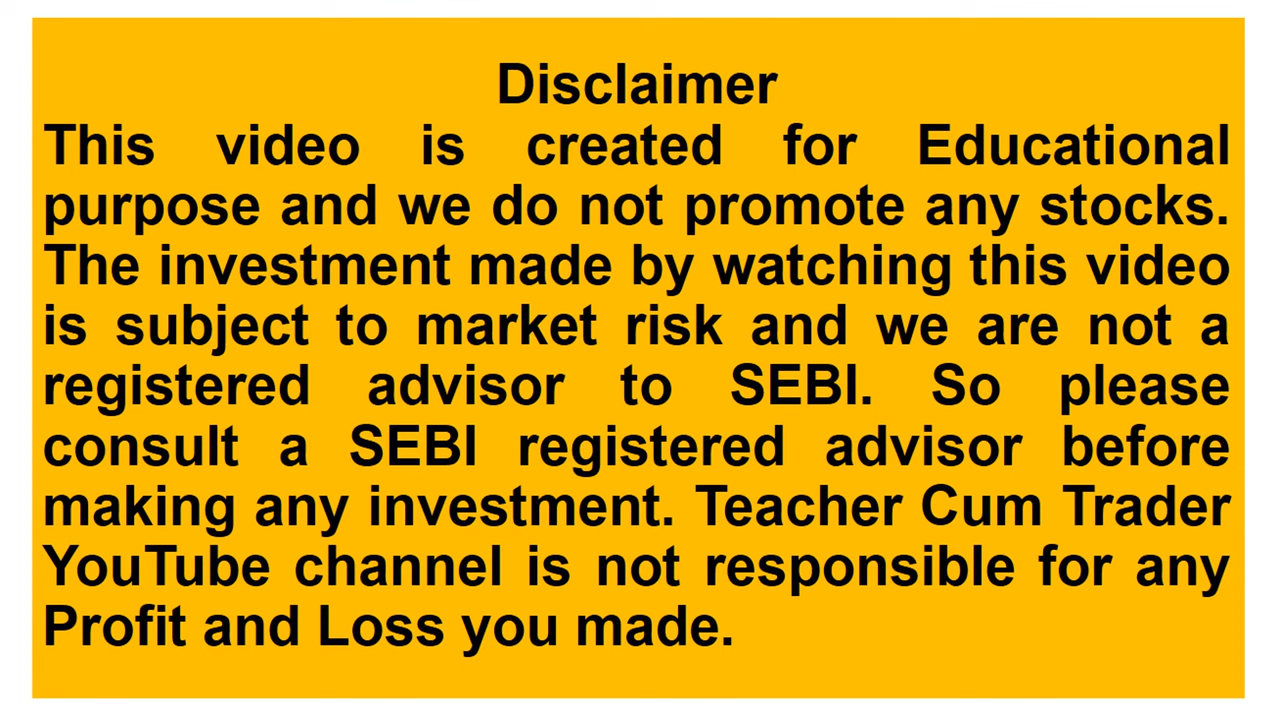 Disclaimer
This video is created for Educational
purpose and we do not promote any stocks.
The investment made by watching this video
is subject to market risk and we are not a
registered advisor to SEBI. So please
consult a SEBI registered advisor before
making any investment. Teacher Cum Trader
YouTube channel is not responsible for any
Profit and Loss you made.